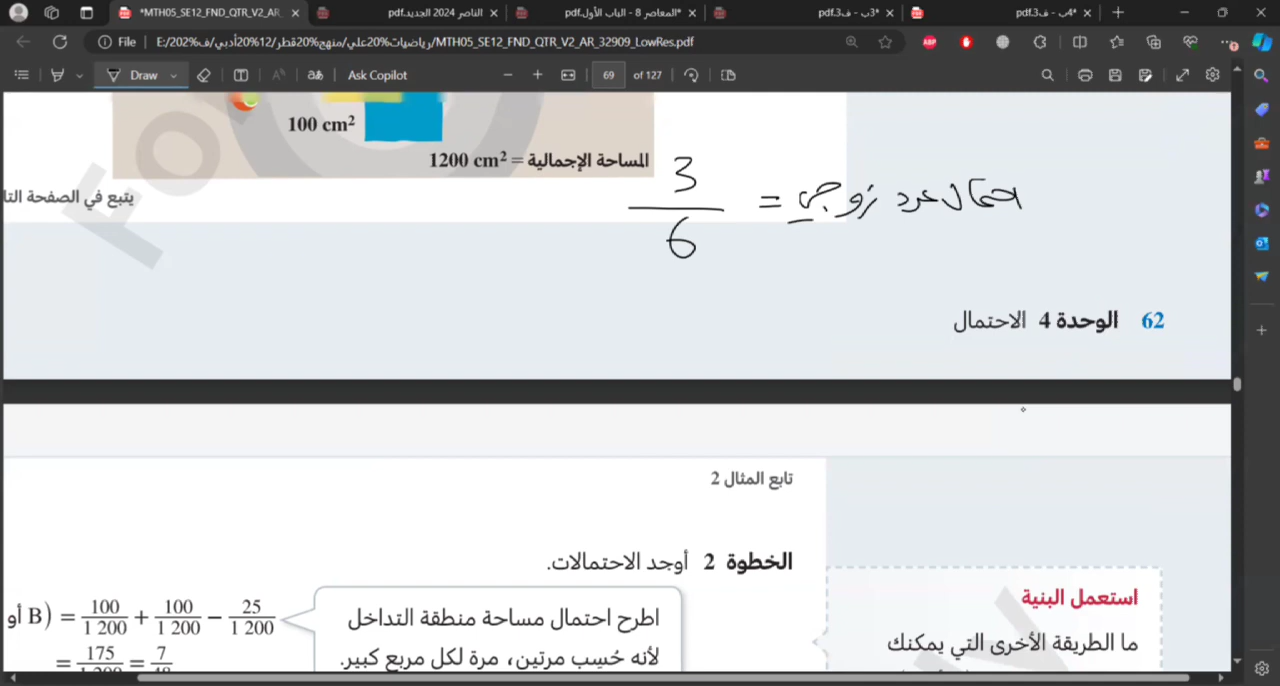 *MTH05_SE12_FND_QTR_V2_AR_
الناصر 2024 الجديد.pdf
*المعاصر 8 - الباب الأول.pdf
*3ب - ف3.pdf
*4ب - ف3.pdf
File E:/202%ف/منهج%20قطر/12%20أدبي/رياضيات%20علي/MTH05_SE12_FND_QTR_V2_AR_32909_LowRes.pdf
Draw Ask Copilot 69 of 127
100 cm²
المساحة الإجمالية = 1200 cm²
يتبع في الصفحة التا
احتمال عدد زوجي = 3/6
62 الوحدة 4 الاحتمال
تابع المثال 2
الخطوة 2 أوجد الاحتمالات.
أو B) = 100/1 200 + 100/1 200 − 25/1 200
= 175/1 200 = 7/48
اطرح احتمال مساحة منطقة التداخل
لأنه حُسِب مرتين، مرة لكل مربع كبير.
استعمل البنية
ما الطريقة الأخرى التي يمكنك